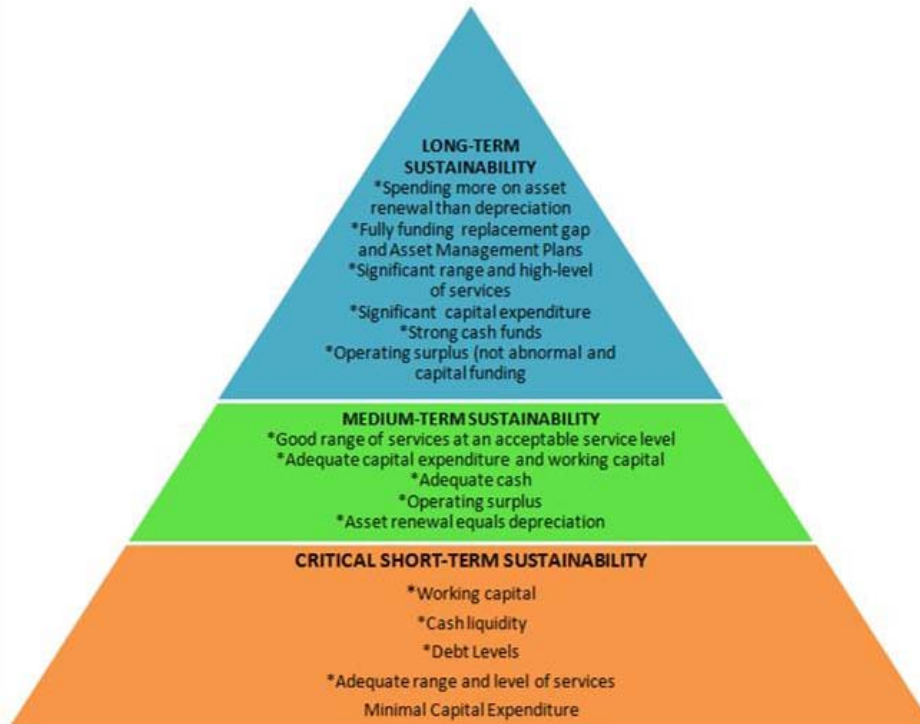 LONG-TERM
SUSTAINABILITY
*Spending more on asset
renewal than depreciation
*Fully funding replacement gap
and Asset Management Plans
*Significant range and high-level
of services
*Significant capital expenditure
*Strong cash funds
*Operating surplus (not abnormal and
capital funding
MEDIUM-TERM SUSTAINABILITY
*Good range of services at an acceptable service level
*Adequate capital expenditure and working capital
*Adequate cash
*Operating surplus
*Asset renewal equals depreciation
CRITICAL SHORT-TERM SUSTAINABILITY
*Working capital
*Cash liquidity
*Debt Levels
*Adequate range and level of services
Minimal Capital Expenditure